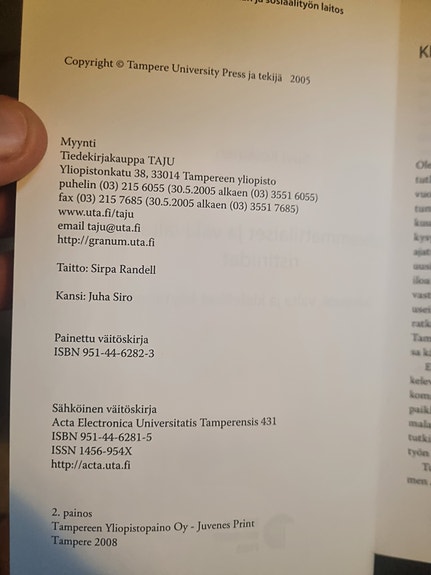 ja sosiaalityön laitos
Copyright © Tampere University Press ja tekijä 2005
Myynti
Tiedekirjakauppa TAJU
Yliopistonkatu 38, 33014 Tampereen yliopisto
puhelin (03) 215 6055 (30.5.2005 alkaen (03) 3551 6055)
fax (03) 215 7685 (30.5.2005 alkaen (03) 3551 7685)
www.uta.fi/taju
email taju@uta.fi
http://granum.uta.fi
Taitto: Sirpa Randell
Kansi: Juha Siro
Painettu väitöskirja
ISBN 951-44-6282-3
Sähköinen väitöskirja
Acta Electronica Universitatis Tamperensis 431
ISBN 951-44-6281-5
ISSN 1456-954X
http://acta.uta.fi
2. painos
Tampereen Yliopistopaino Oy - Juvenes Print
Tampere 2008